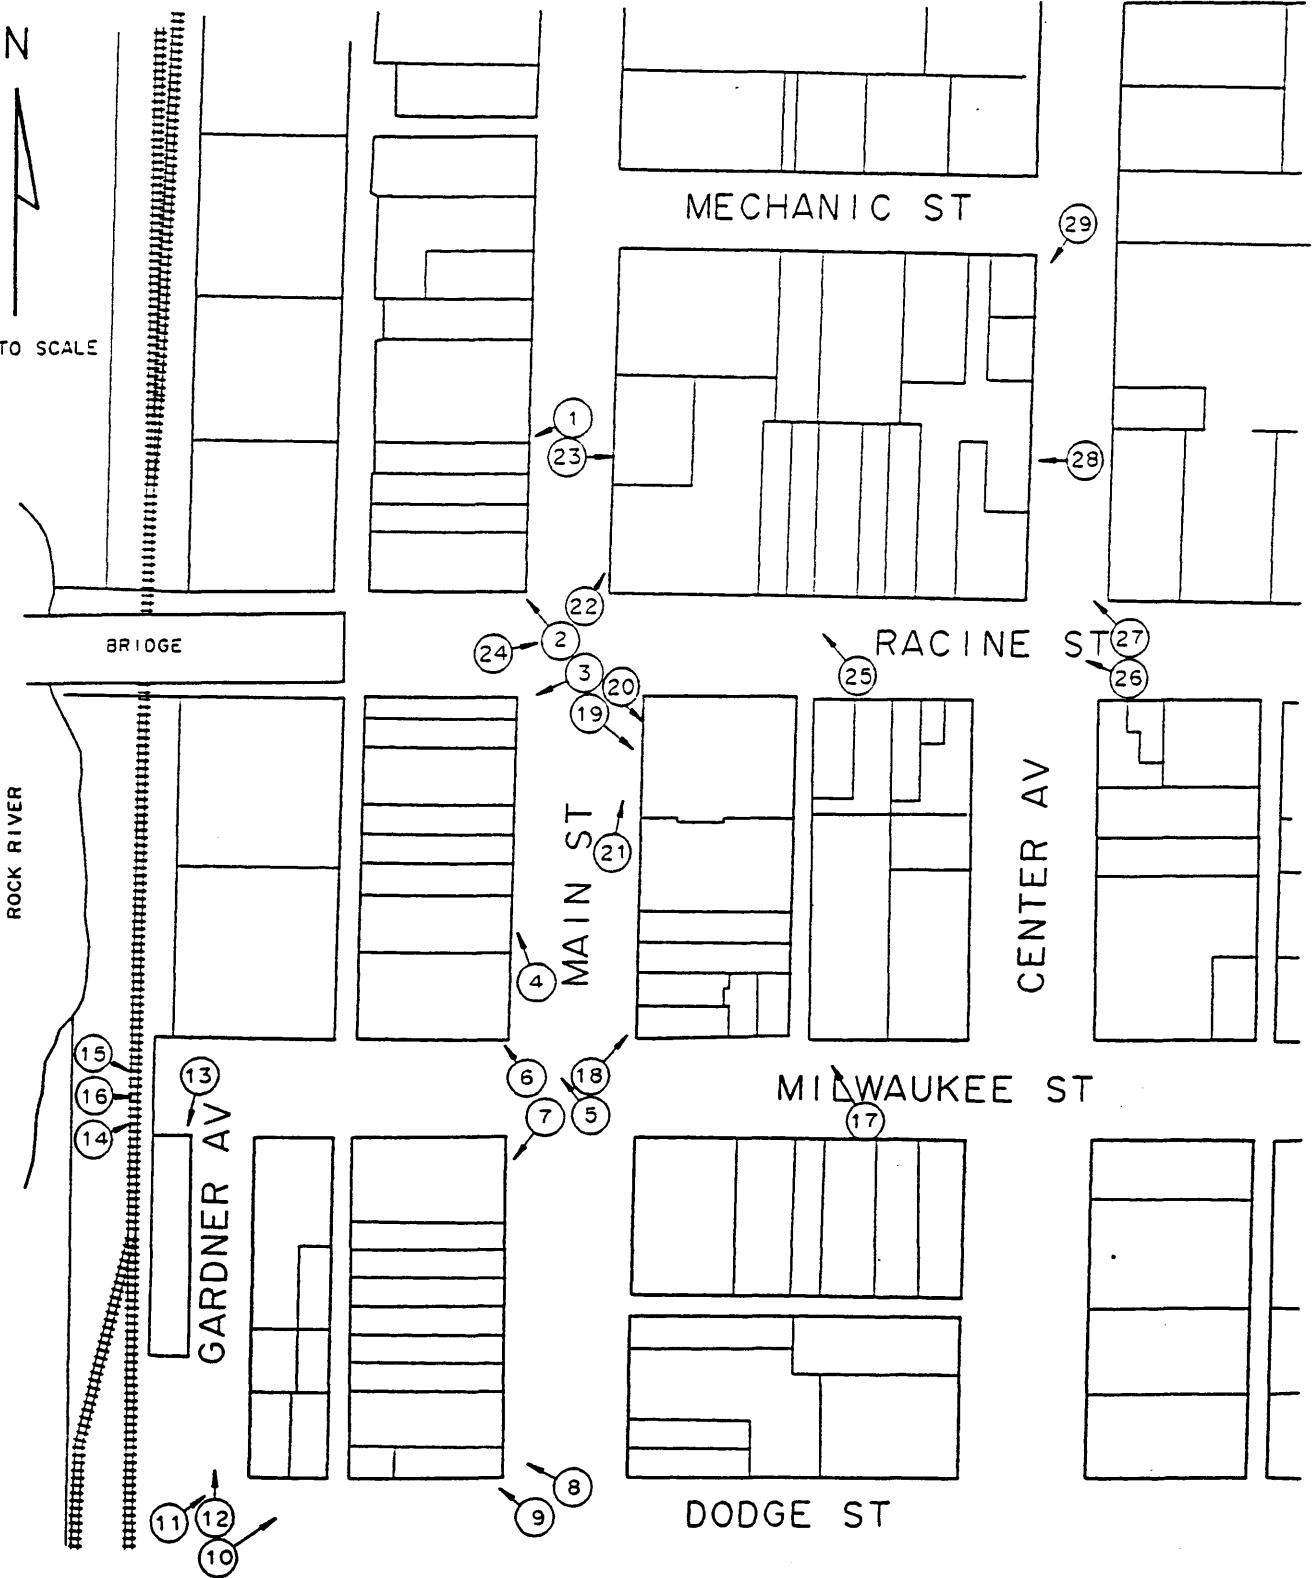 N
MECHANIC ST
29
TO SCALE
1
23
28
22
BRIDGE
2
24
RACINE ST
27
3
20
25
26
19
ROCK RIVER
MAIN ST
21
CENTER AV
4
15
13
6
18
16
MILWAUKEE ST
14
7
5
17
GARDNER AV
8
11
12
9
DODGE ST
10